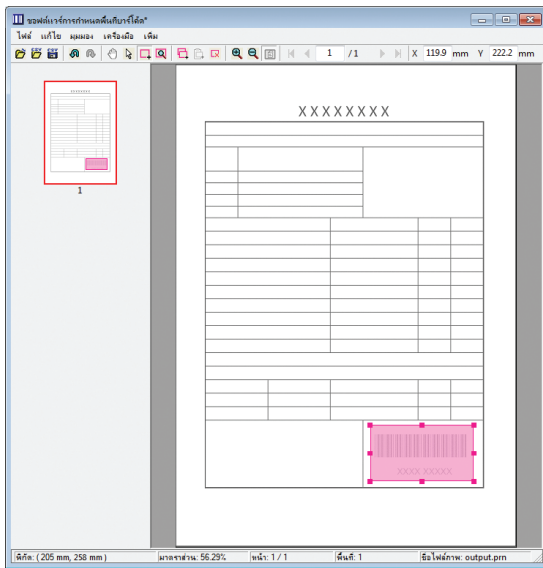 ซอฟต์แวร์การกำหนดพื้นที่บาร์โค้ด*
ไฟล์ แก้ไข มุมมอง เครื่องมือ เพิ่ม
CSV CSV 1 /1 X 119.9 mm Y 222.2 mm
XXXXXXXX
XXXXXXXX
1
XXXX XXXXX
พิกัด: ( 205 mm, 258 mm ) มาตราส่วน: 56.29% หน้า: 1 / 1 พื้นที่: 1 ชื่อไฟล์ภาพ: output.prn